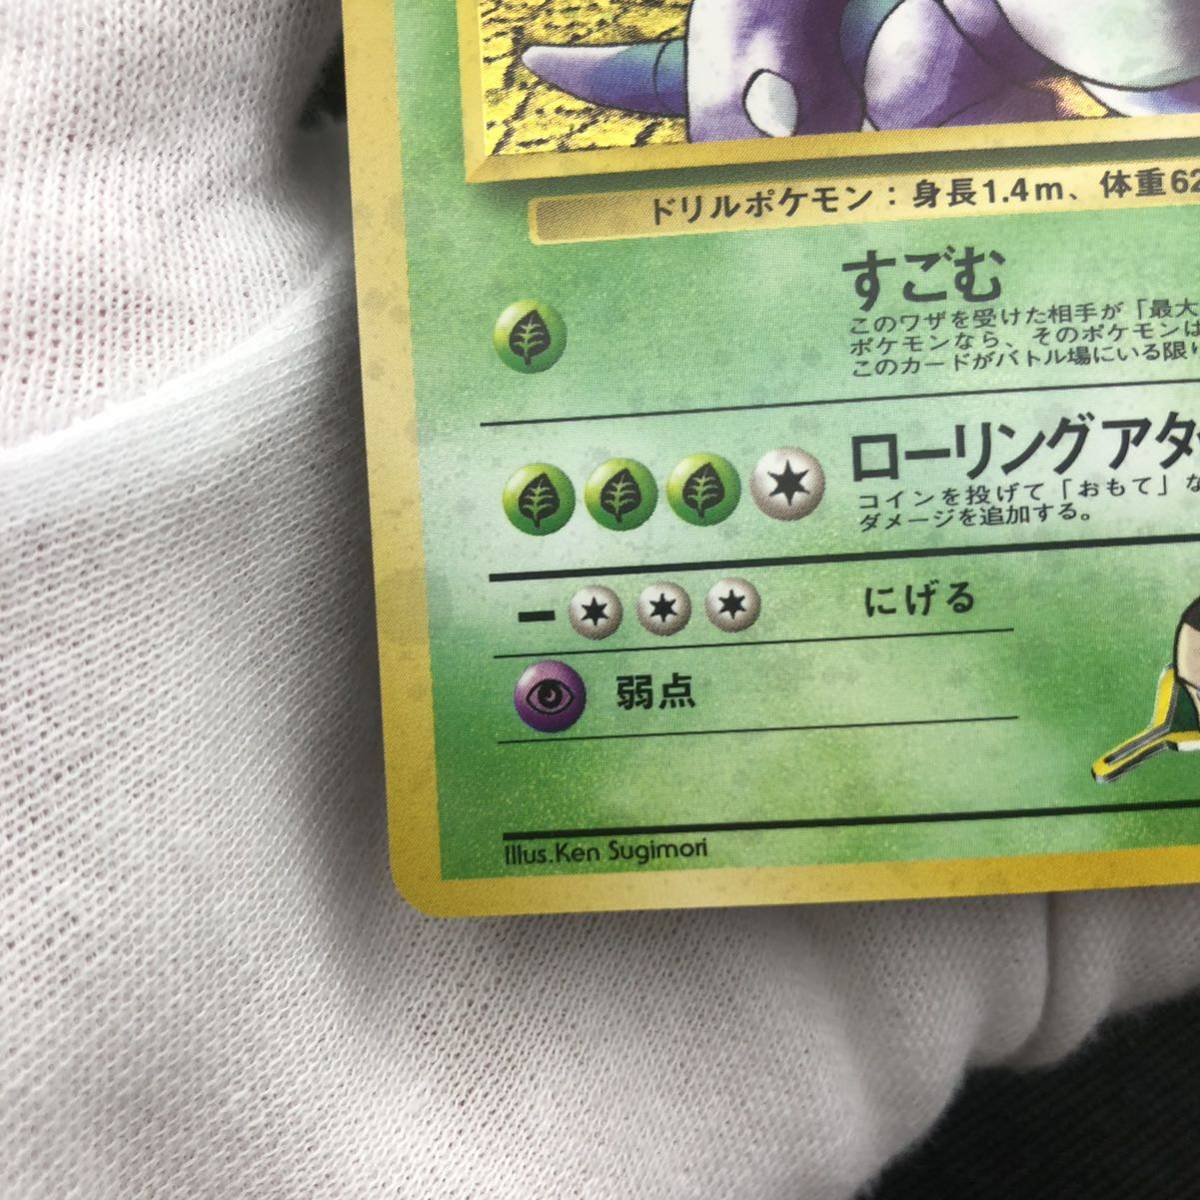 ドリルポケモン：身長1.4m、体重62
すごむ
このワザを受けた相手が「最大
ポケモンなら、そのポケモンは
このカードがバトル場にいる限り
ローリングアタ
コインを投げて「おもて」な
ダメージを追加する。
にげる
弱点
Illus.Ken Sugimori